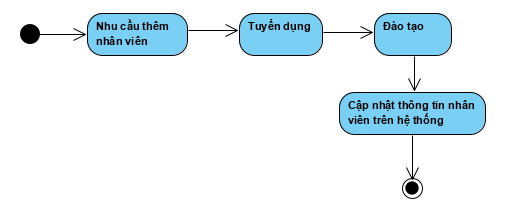 Nhu cầu thêm
nhân viên
Tuyển dụng
Đào tạo
Cập nhật thông tin nhân
viên trên hệ thống